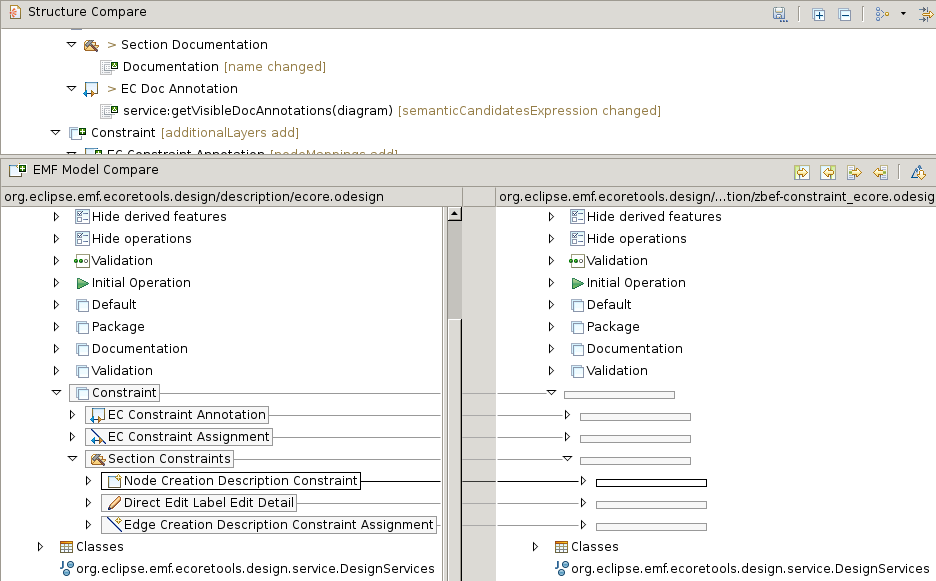 Structure Compare
> Section Documentation
Documentation [name changed]
> EC Doc Annotation
service:getVisibleDocAnnotations(diagram) [semanticCandidatesExpression changed]
Constraint [additionalLayers add]
EC Constraint Annotation [nodeMappings add]
EMF Model Compare
org.eclipse.emf.ecoretools.design/description/ecore.odesign
org.eclipse.emf.ecoretools.design/...tion/zbef-constraint_ecore.odesig
Hide derived features
Hide derived features
Hide operations
Hide operations
Validation
Validation
Initial Operation
Initial Operation
Default
Default
Package
Package
Documentation
Documentation
Validation
Validation
Constraint
EC Constraint Annotation
EC Constraint Assignment
Section Constraints
Node Creation Description Constraint
Direct Edit Label Edit Detail
Edge Creation Description Constraint Assignment
Classes
Classes
org.eclipse.emf.ecoretools.design.service.DesignServices
org.eclipse.emf.ecoretools.design.service.DesignServices